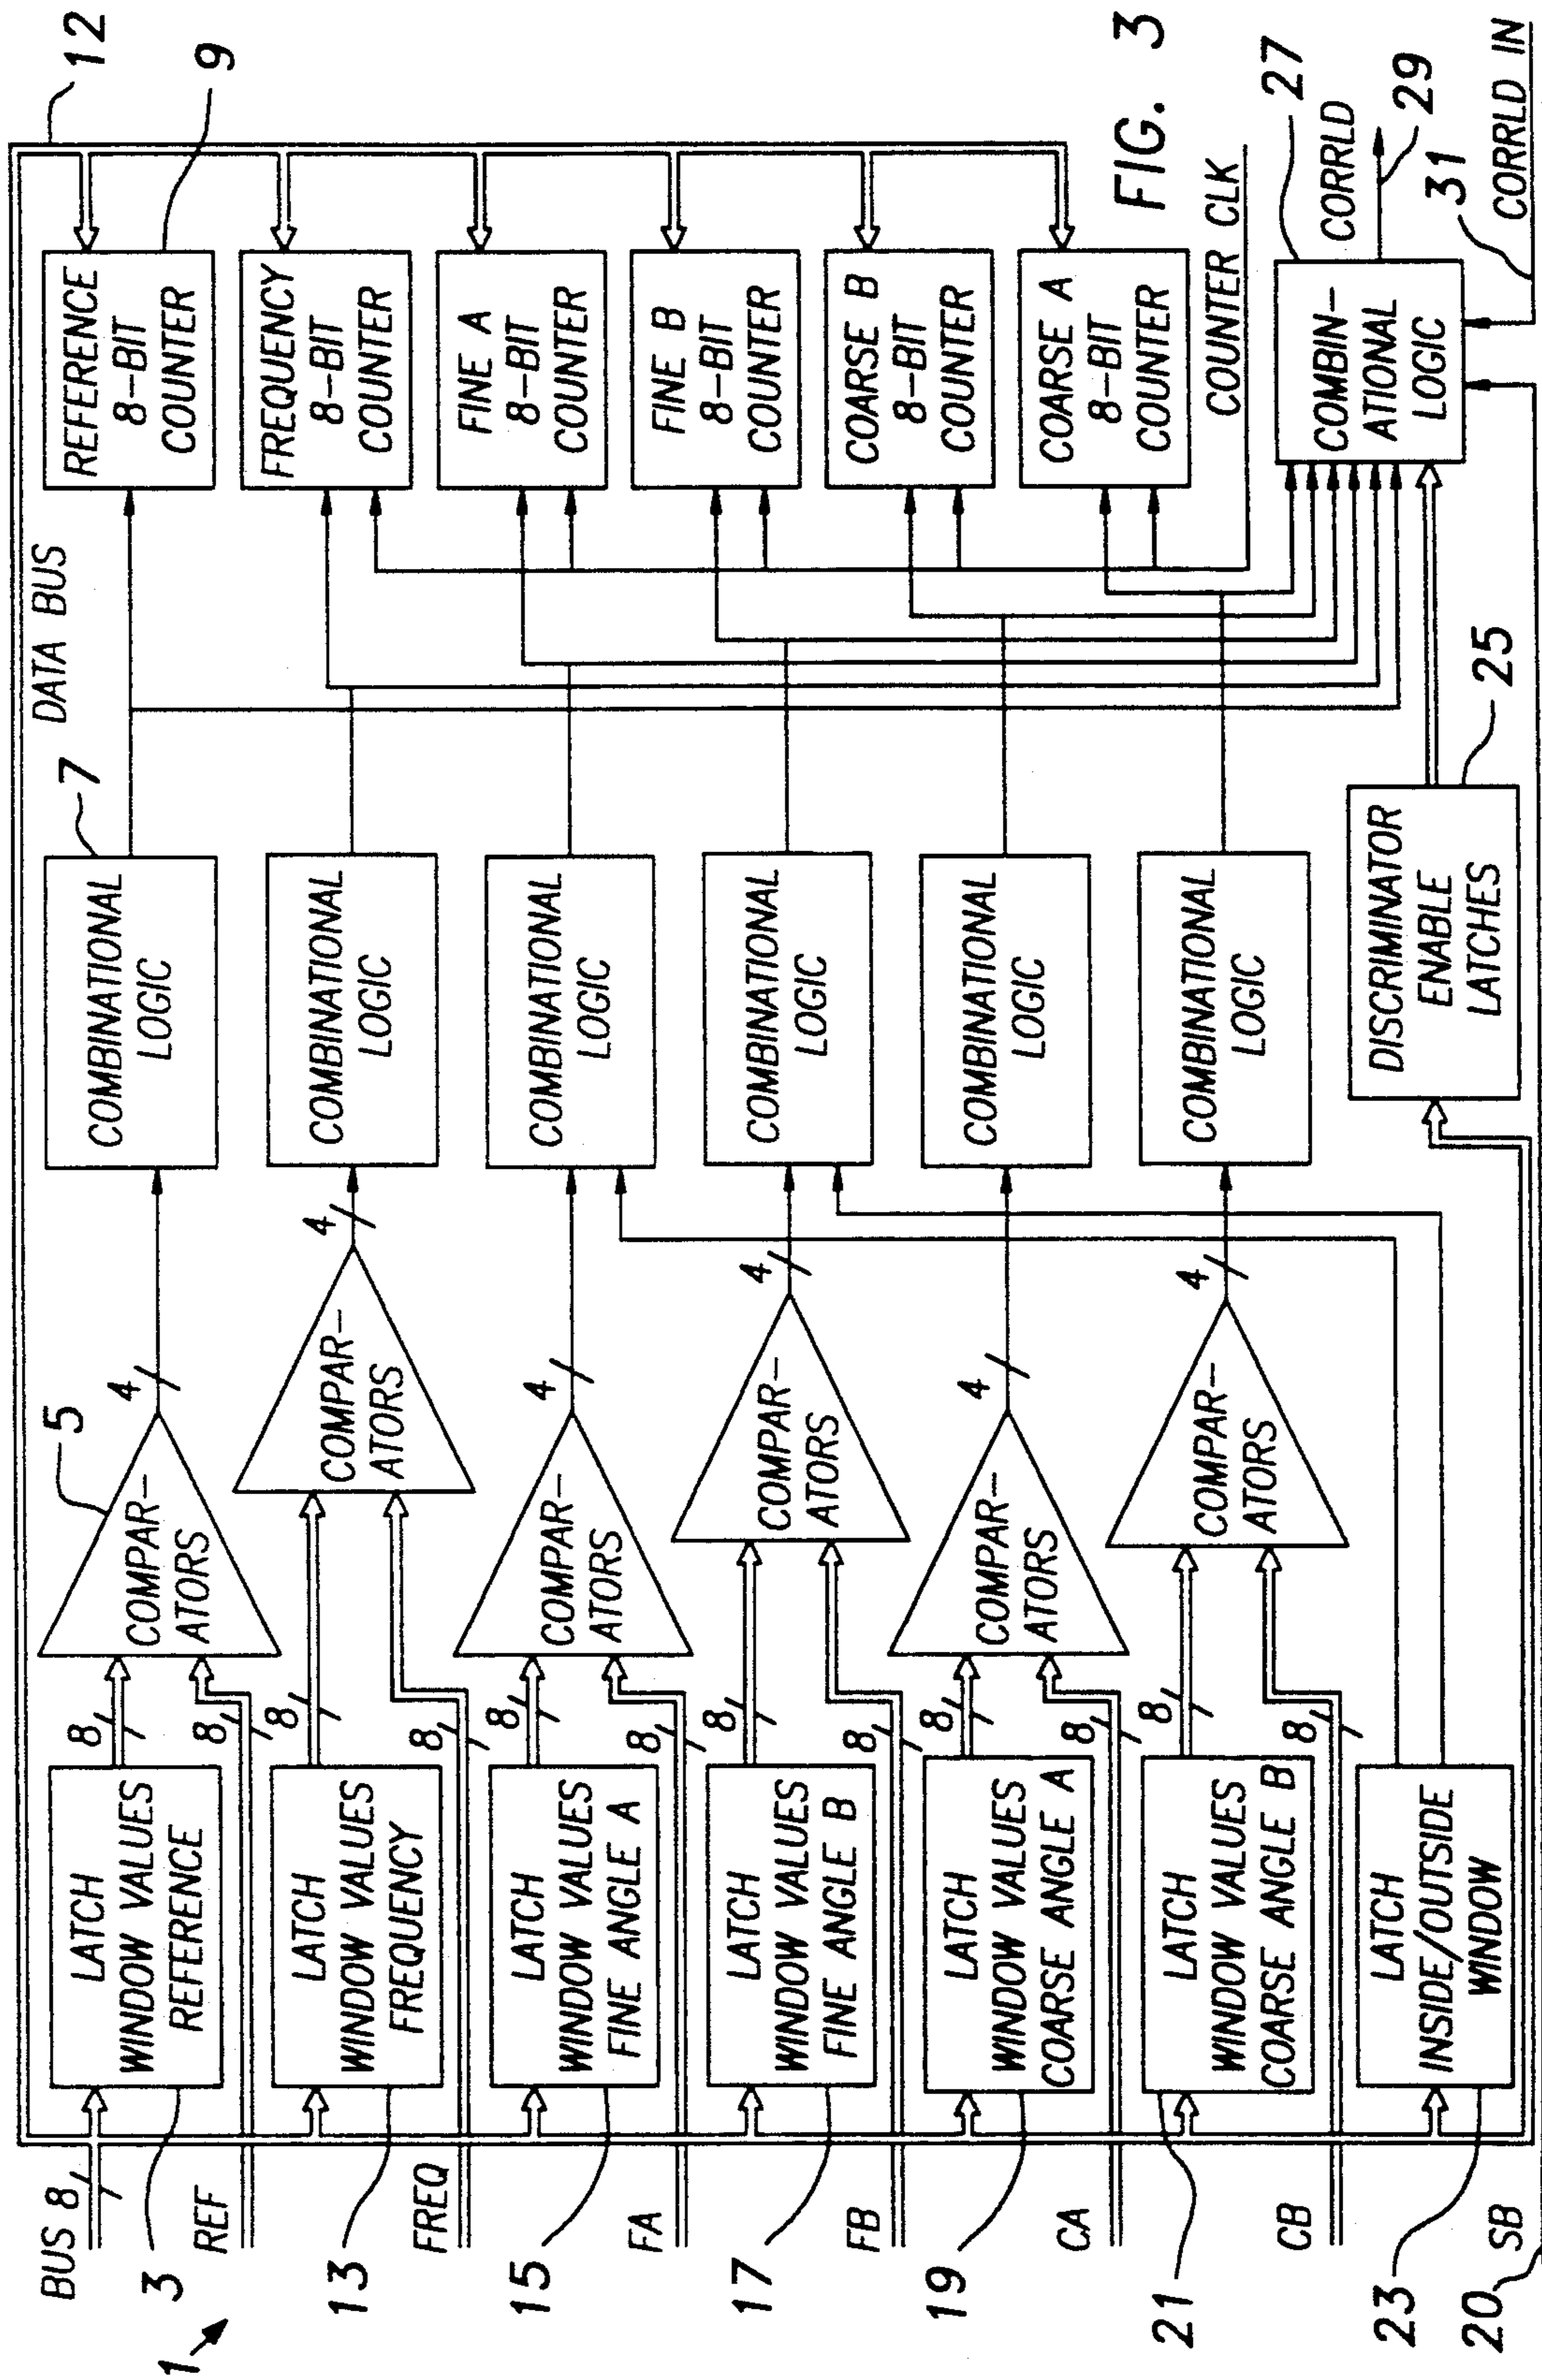 1
BUS 8
3
REF
13
FREQ
15
FA
17
FB
19
CA
21
CB
23
20
SB
LATCH
WINDOW VALUES
REFERENCE
LATCH
WINDOW VALUES
FREQUENCY
LATCH
WINDOW VALUES
FINE ANGLE A
LATCH
WINDOW VALUES
FINE ANGLE B
LATCH
WINDOW VALUES
COARSE ANGLE A
LATCH
WINDOW VALUES
COARSE ANGLE B
LATCH
INSIDE/OUTSIDE
WINDOW
8
8
8
8
8
8
8
8
8
8
8
8
5
COMPAR-
ATORS
COMPAR-
ATORS
COMPAR-
ATORS
COMPAR-
ATORS
COMPAR-
ATORS
COMPAR-
ATORS
4
4
4
4
4
4
7
COMBINATIONAL
LOGIC
COMBINATIONAL
LOGIC
COMBINATIONAL
LOGIC
COMBINATIONAL
LOGIC
COMBINATIONAL
LOGIC
COMBINATIONAL
LOGIC
DISCRIMINATOR
ENABLE
LATCHES
25
DATA BUS
REFERENCE
8-BIT
COUNTER
FREQUENCY
8-BIT
COUNTER
FINE A
8-BIT
COUNTER
FINE B
8-BIT
COUNTER
COARSE B
8-BIT
COUNTER
COARSE A
8-BIT
COUNTER
COUNTER CLK
COMBIN-
ATIONAL
LOGIC
12
9
FIG. 3
27
CORRLD
29
31
CORRLD IN